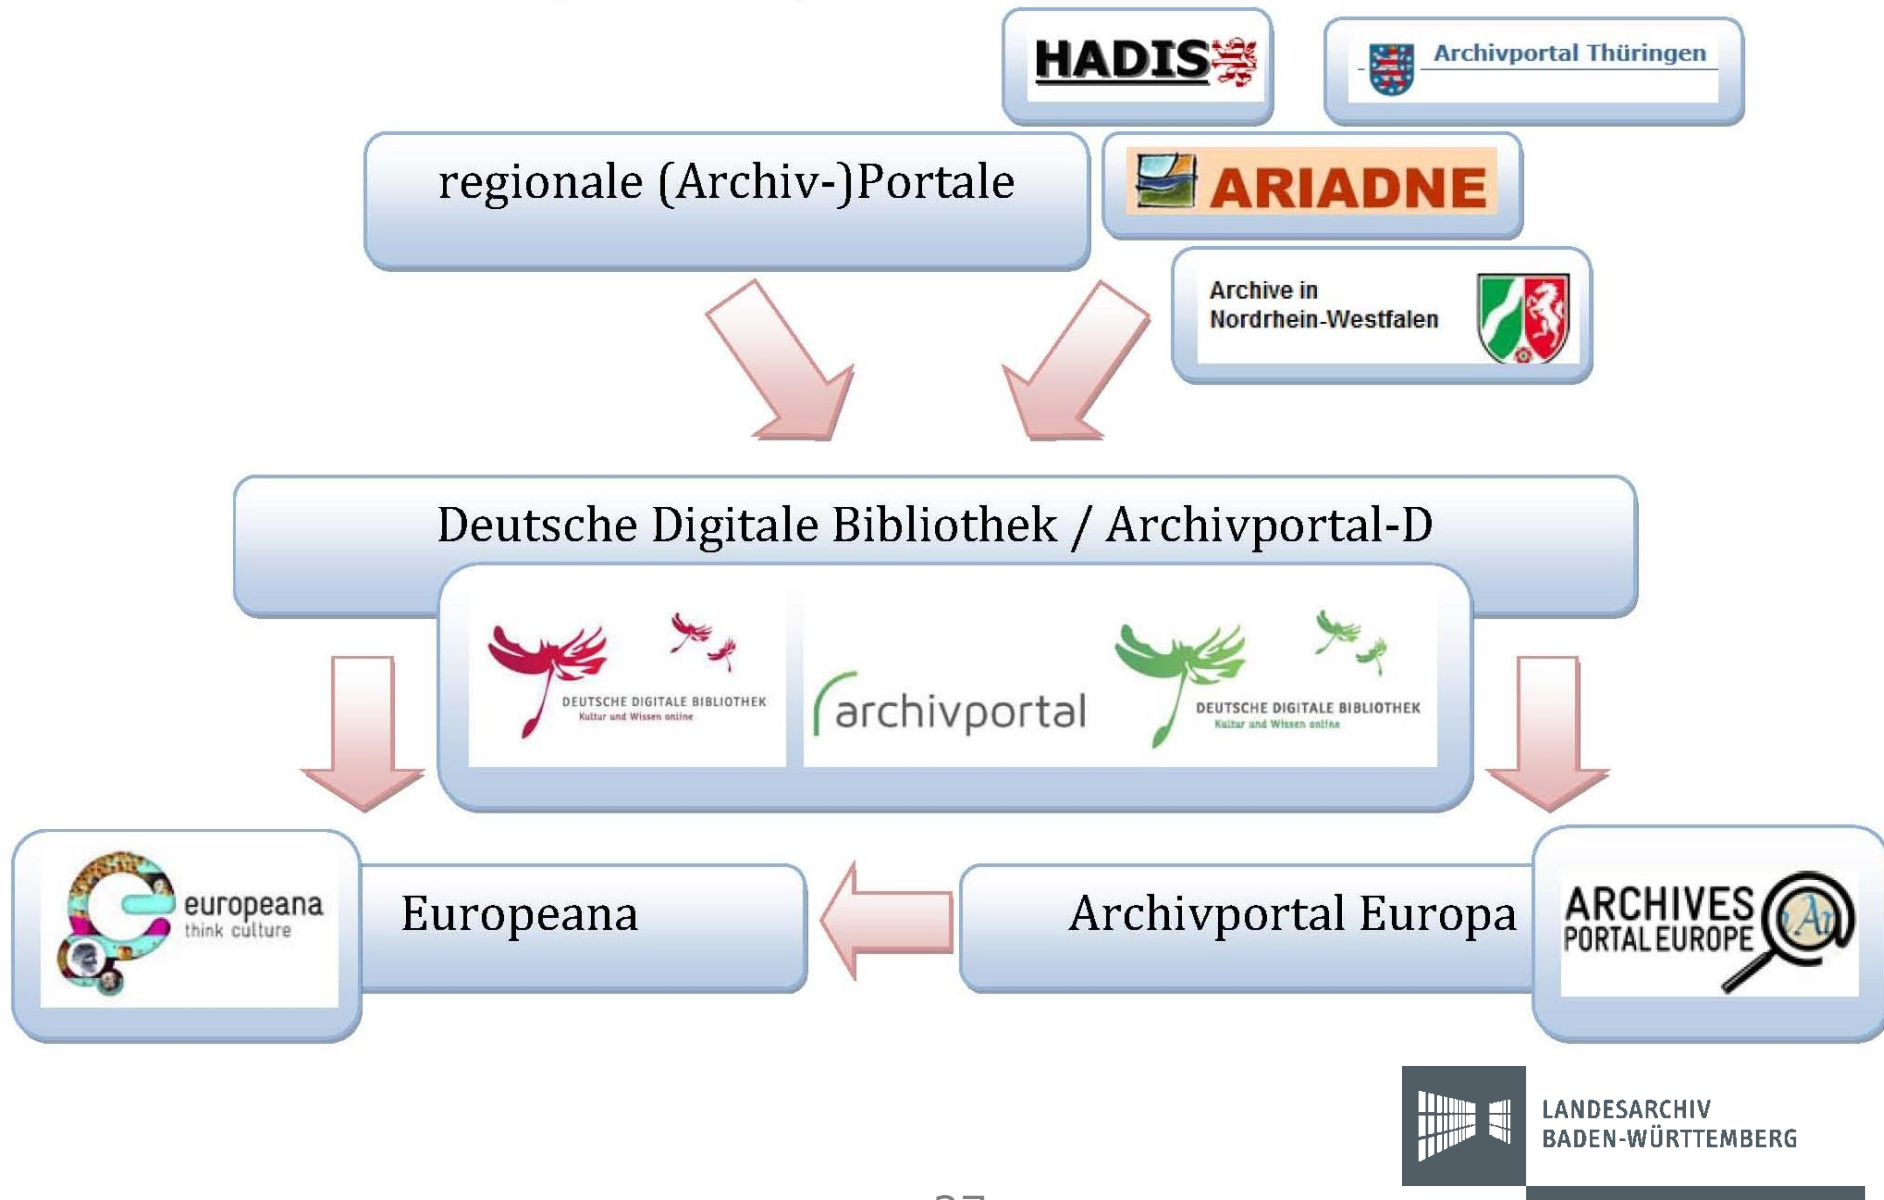 HADIS
Archivportal Thüringen
regionale (Archiv-)Portale
ARIADNE
Archive in
Nordrhein-Westfalen
Deutsche Digitale Bibliothek / Archivportal-D
DEUTSCHE DIGITALE BIBLIOTHEK
Kultur und Wissen online
archivportal
DEUTSCHE DIGITALE BIBLIOTHEK
Kultur und Wissen online
europeana
think culture
Europeana
Archivportal Europa
ARCHIVES
PORTAL EUROPE
LANDESARCHIV
BADEN-WÜRTTEMBERG